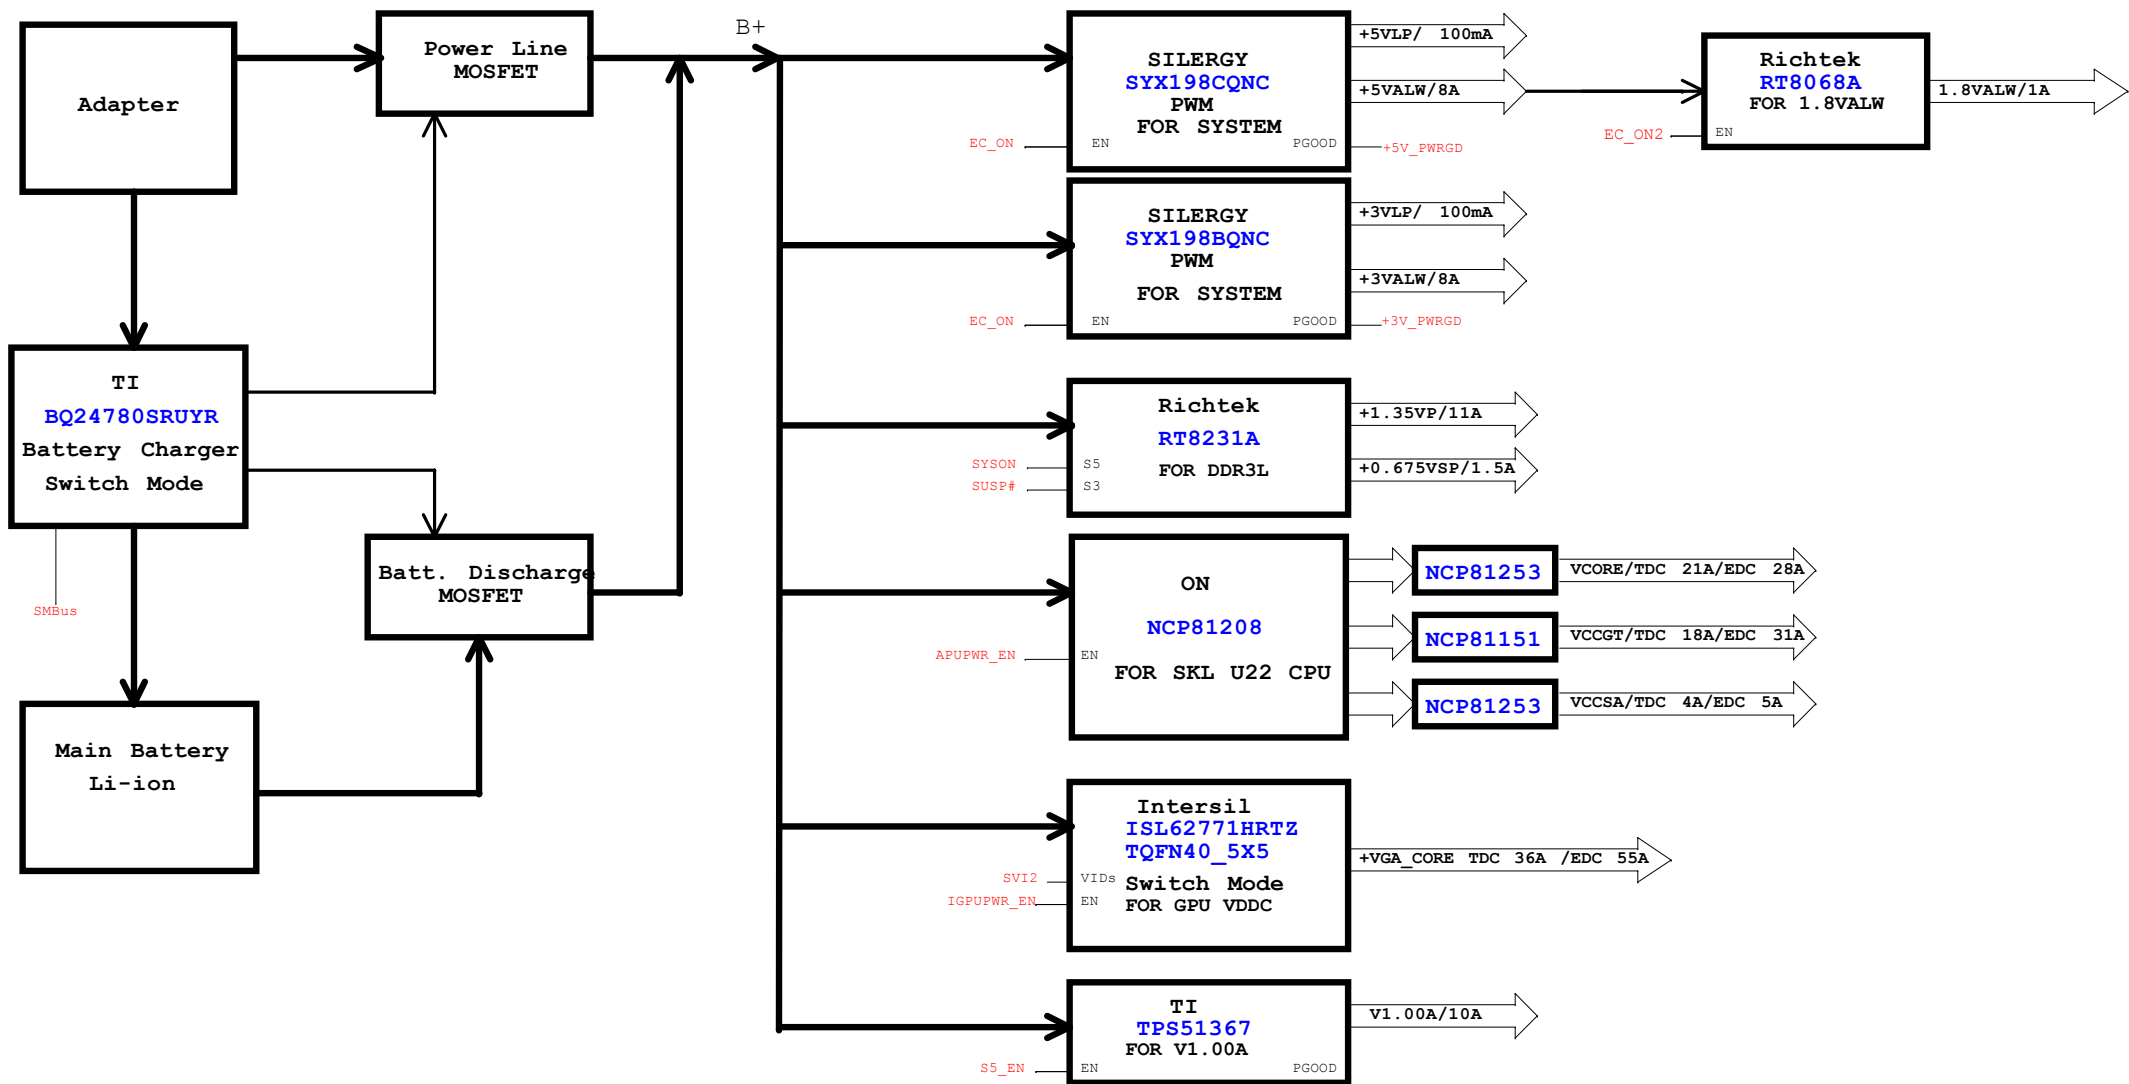 Adapter
Power Line
MOSFET
B+
TI
BQ24780SRUYR
Battery Charger
Switch Mode
SMBus
Batt. Discharge
MOSFET
Main Battery
Li-ion
SILERGY
SYX198CQNC
PWM
FOR SYSTEM
EC_ON
EN
PGOOD
+5V_PWRGD
+5VLP/ 100mA
+5VALW/8A
Richtek
RT8068A
FOR 1.8VALW
EC_ON2
EN
1.8VALW/1A
SILERGY
SYX198BQNC
PWM
FOR SYSTEM
EC_ON
EN
PGOOD
+3V_PWRGD
+3VLP/ 100mA
+3VALW/8A
Richtek
RT8231A
FOR DDR3L
SYSON
S5
SUSP#
S3
+1.35VP/11A
+0.675VSP/1.5A
ON
NCP81208
FOR SKL U22 CPU
APUPWR_EN
EN
NCP81253
VCORE/TDC 21A/EDC 28A
NCP81151
VCCGT/TDC 18A/EDC 31A
NCP81253
VCCSA/TDC 4A/EDC 5A
Intersil
ISL62771HRTZ
TQFN40_5X5
Switch Mode
FOR GPU VDDC
SVI2
VIDs
IGPUPWR_EN
EN
+VGA_CORE TDC 36A /EDC 55A
TI
TPS51367
FOR V1.00A
S5_EN
EN
PGOOD
V1.00A/10A